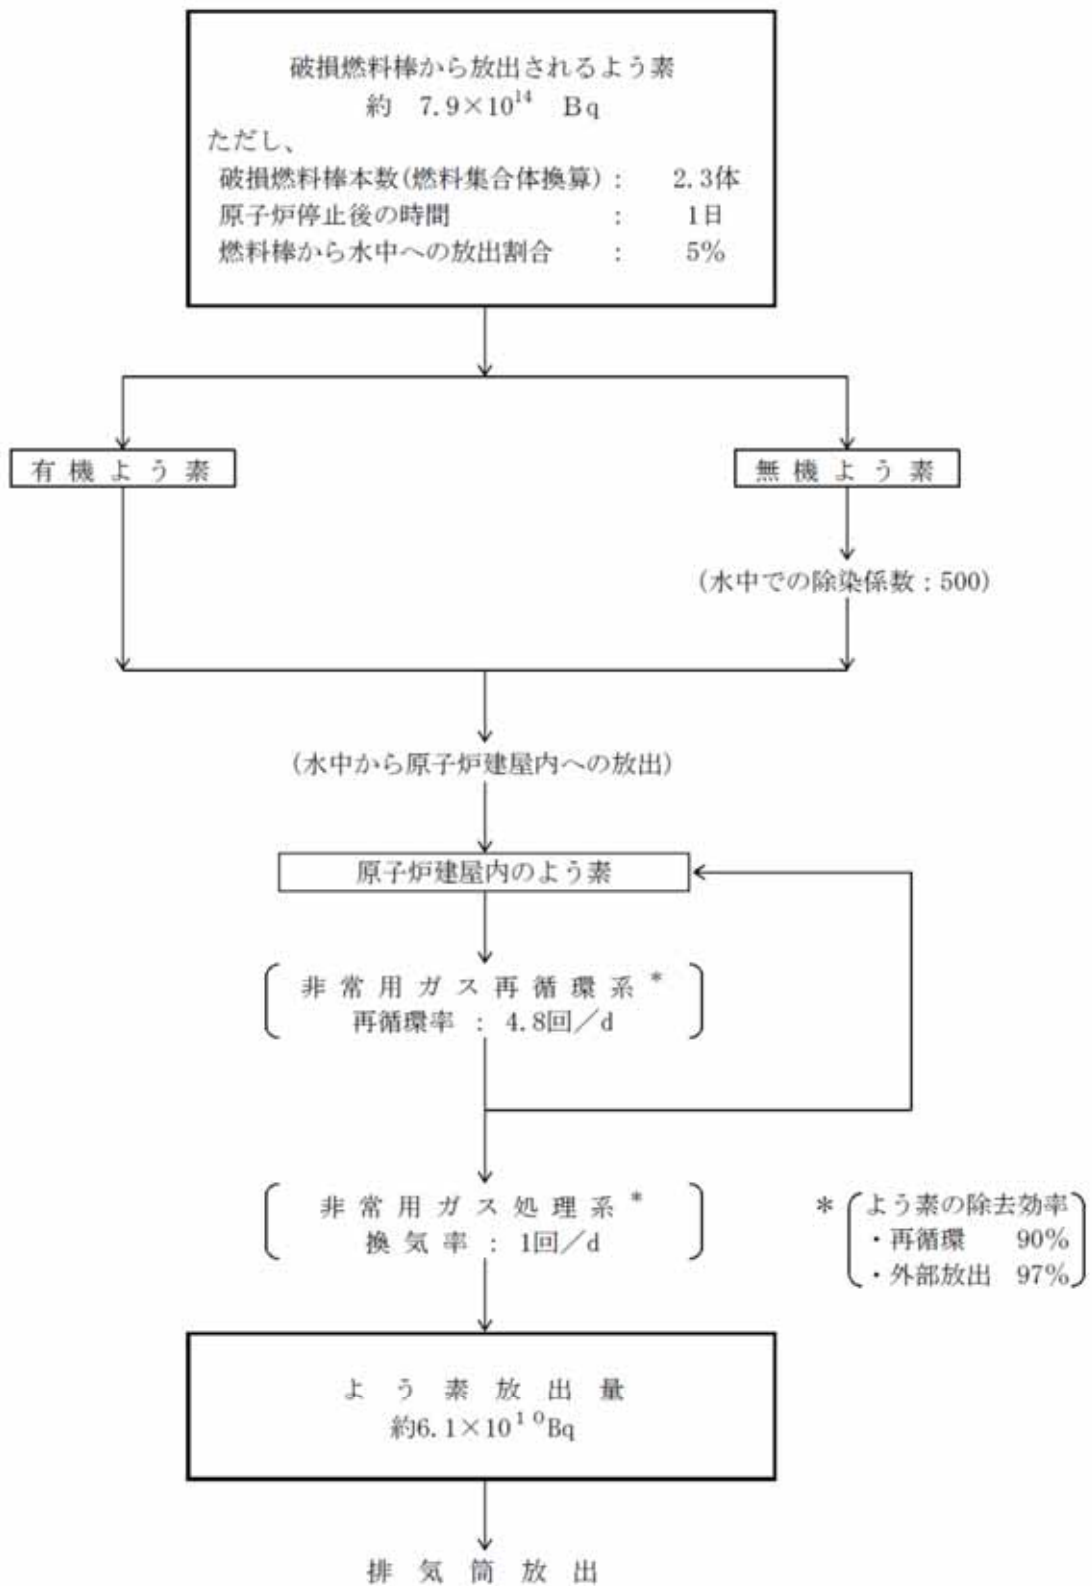 破損燃料棒から放出されるよう素
約 7.9×10¹⁴ Bq
ただし、
破損燃料棒本数(燃料集合体換算) : 2.3体
原子炉停止後の時間 : 1日
燃料棒から水中への放出割合 : 5%
有機よう素
無機よう素
(水中での除染係数:500)
(水中から原子炉建屋内への放出)
原子炉建屋内のよう素
非常用ガス再循環系*
再循環率 : 4.8回/d
非常用ガス処理系*
換気率 : 1回/d
* よう素の除去効率
・再循環 90%
・外部放出 97%
よう素放出量
約6.1×10¹⁰Bq
排気筒放出